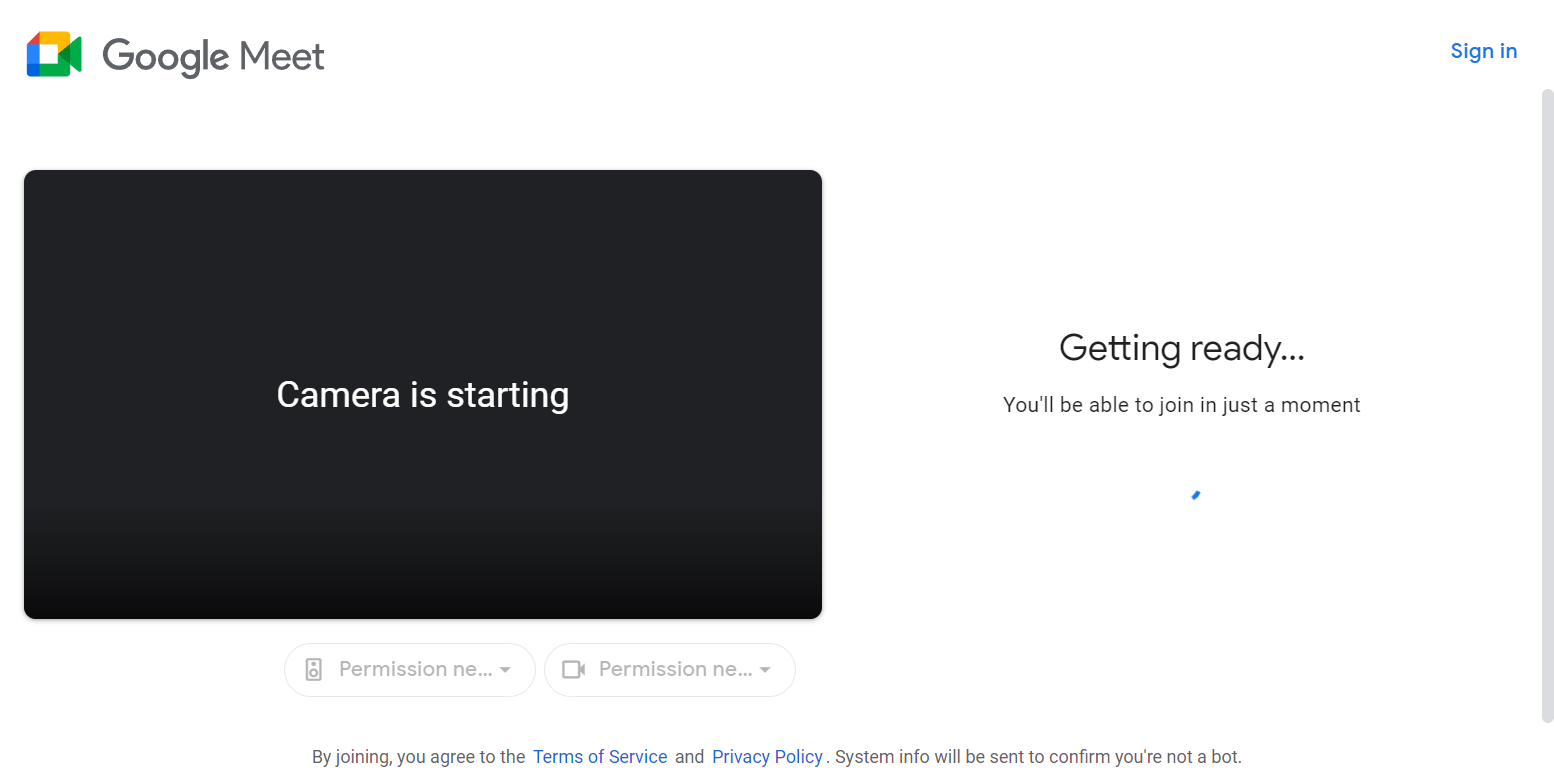 Google Meet
Sign in
Camera is starting
Getting ready...
You'll be able to join in just a moment
Permission ne...
Permission ne...
By joining, you agree to the Terms of Service and Privacy Policy. System info will be sent to confirm you're not a bot.